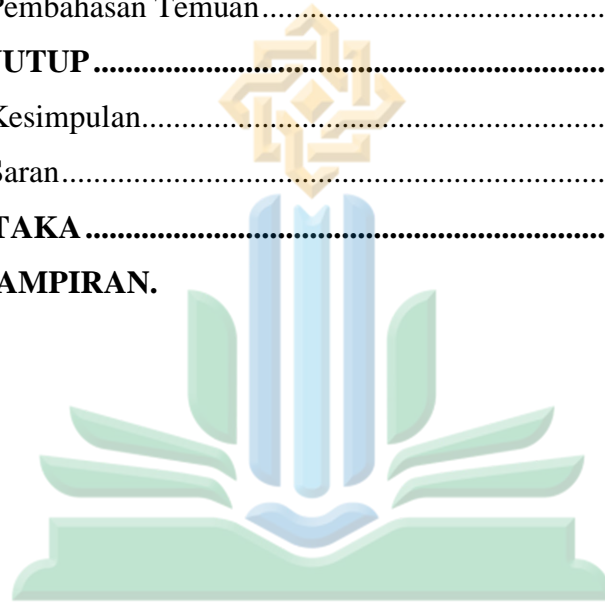 Pembahasan Temuan....................................................
UTUP...........................................................................
Kesimpulan..................................................................
Saran............................................................................
TAKA............................................................................
AMPIRAN.